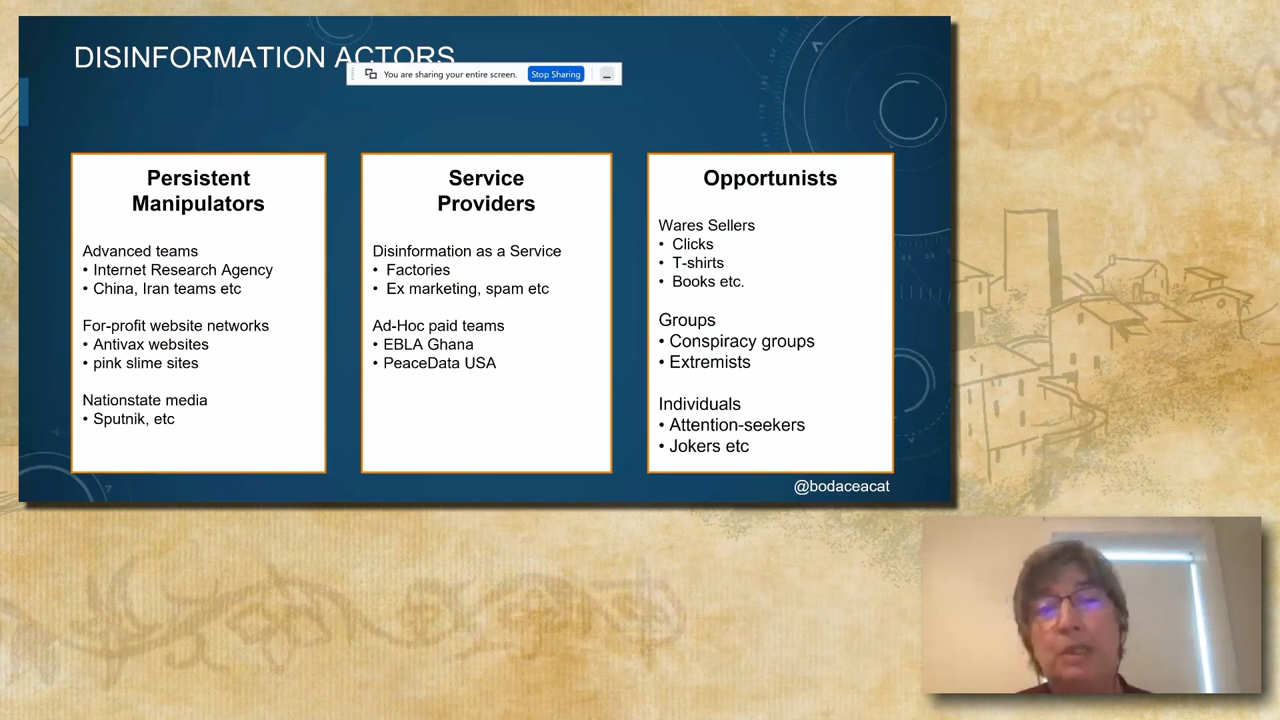 DISINFORMATION ACTORS
You are sharing your entire screen.
Stop Sharing
Persistent
Manipulators
Advanced teams
• Internet Research Agency
• China, Iran teams etc
For-profit website networks
• Antivax websites
• pink slime sites
Nationstate media
• Sputnik, etc
Service
Providers
Disinformation as a Service
• Factories
• Ex marketing, spam etc
Ad-Hoc paid teams
• EBLA Ghana
• PeaceData USA
Opportunists
Wares Sellers
• Clicks
• T-shirts
• Books etc.
Groups
• Conspiracy groups
• Extremists
Individuals
• Attention-seekers
• Jokers etc
@bodaceacat